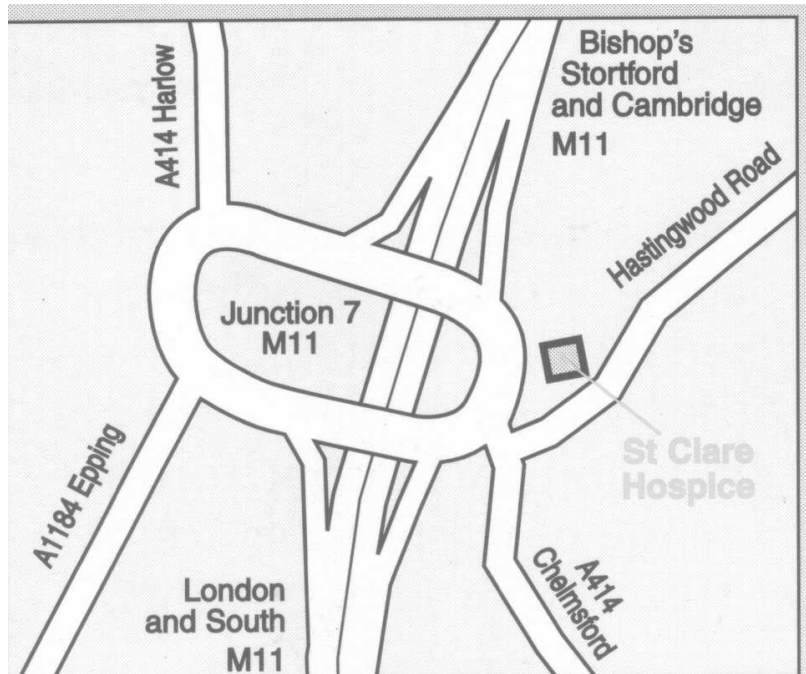 A414 Harlow
Bishop's
Stortford
and Cambridge
M11
Hastingwood Road
Junction 7
M11
St Clare
Hospice
A1184 Epping
A414
Chelmsford
London
and South
M11